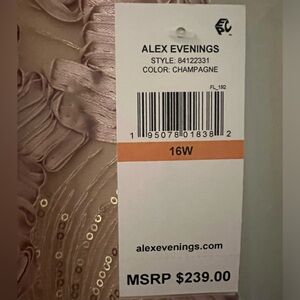 ALEX EVENINGS
STYLE: 84122331
COLOR: CHAMPAGNE
FL_192
1 95078 01838 2
16W
alexevenings.com
MSRP $239.00